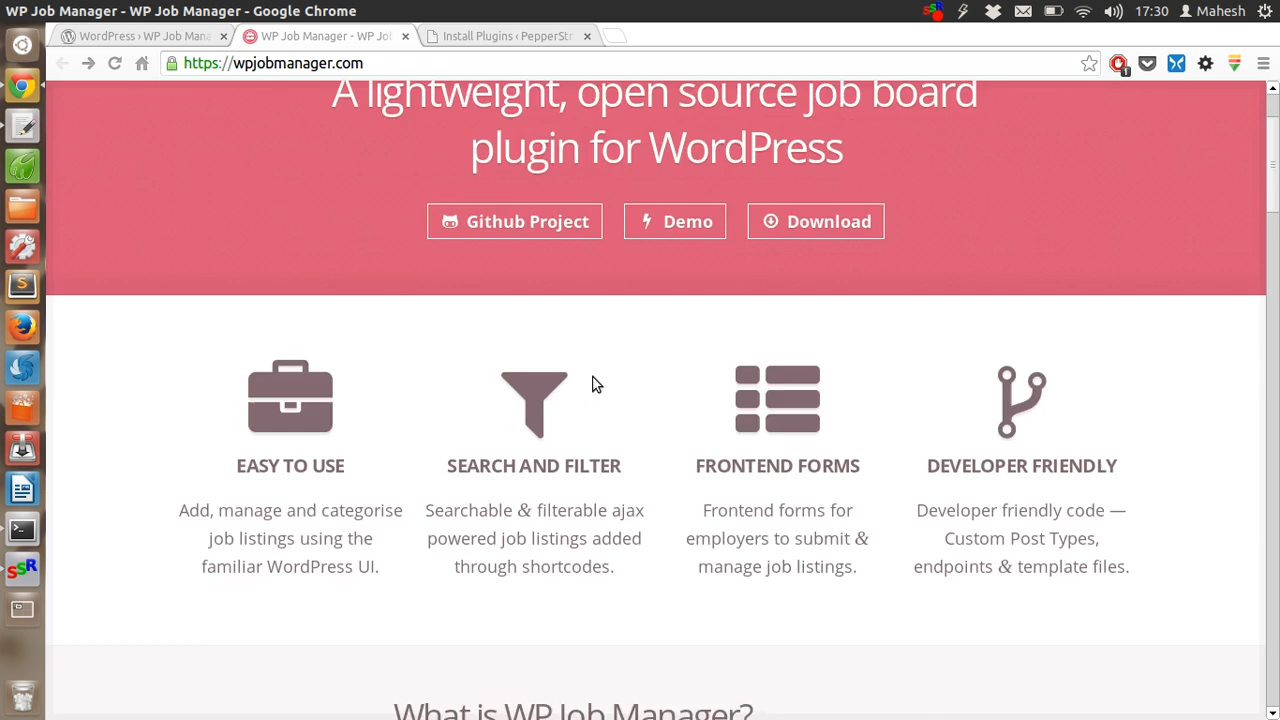 WP Job Manager - WP Job Manager - Google Chrome
17:30
Mahesh
WordPress › WP Job Mana
WP Job Manager - WP Jo
Install Plugins ‹ PepperSt
https://wpjobmanager.com
1
A lightweight, open source job board
plugin for WordPress
Github Project
Demo
Download
EASY TO USE
SEARCH AND FILTER
FRONTEND FORMS
DEVELOPER FRIENDLY
Add, manage and categorise
job listings using the
familiar WordPress UI.
Searchable & filterable ajax
powered job listings added
through shortcodes.
Frontend forms for
employers to submit &
manage job listings.
Developer friendly code —
Custom Post Types,
endpoints & template files.
What is WP Job Manager?
S
SSR